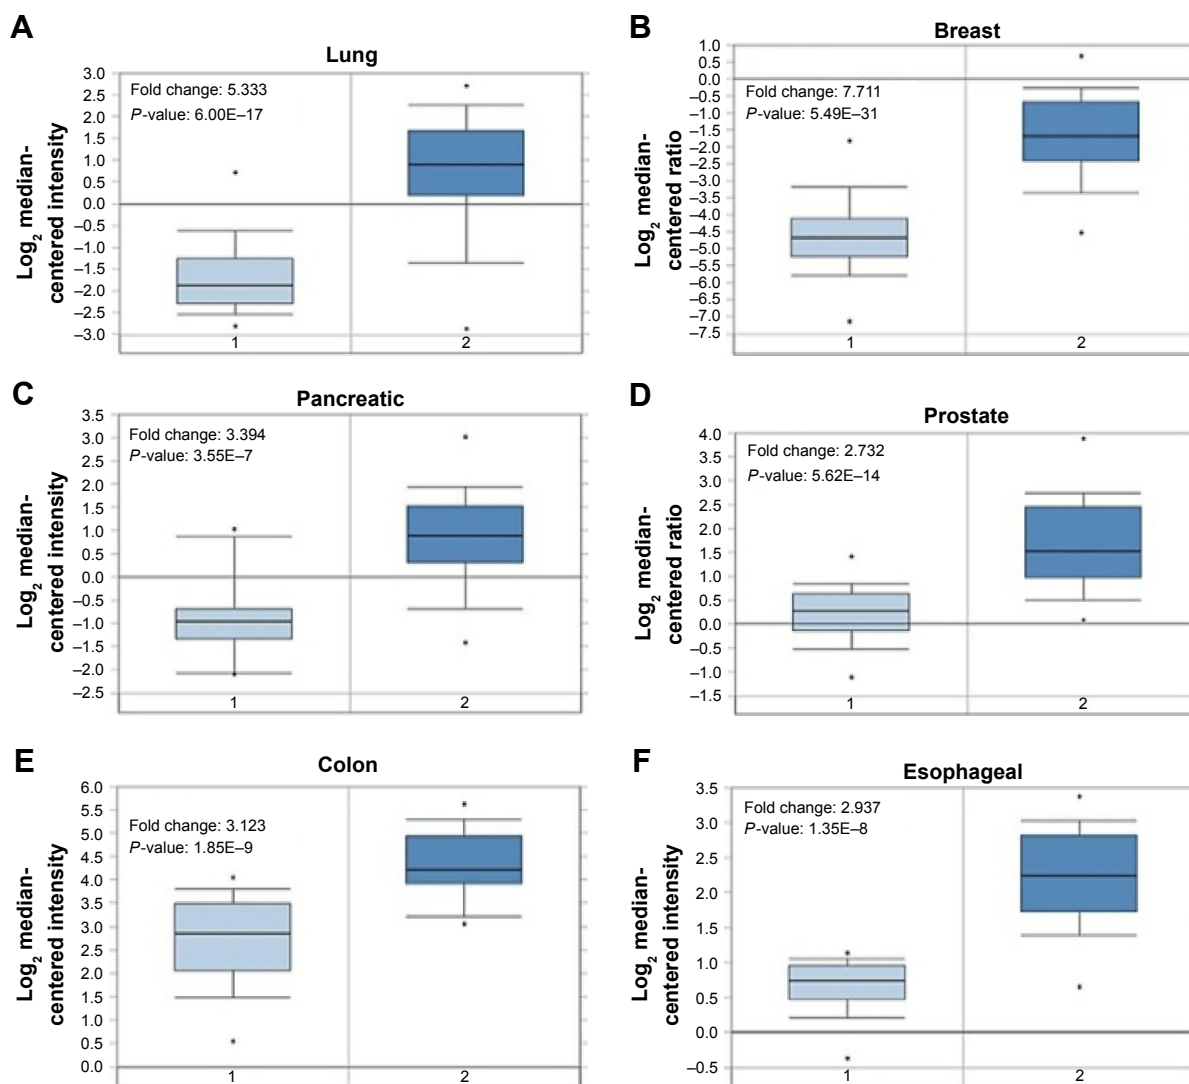 A
Lung
Log2 median-
centered intensity
3.0
2.5
2.0
1.5
1.0
0.5
0.0
–0.5
–1.0
–1.5
–2.0
–2.5
–3.0
Fold change: 5.333
P-value: 6.00E–17
1
2
B
Breast
Log2 median-
centered ratio
1.0
0.5
0.0
–0.5
–1.0
–1.5
–2.0
–2.5
–3.0
–3.5
–4.0
–4.5
–5.0
–5.5
–6.0
–6.5
–7.0
–7.5
Fold change: 7.711
P-value: 5.49E–31
1
2
C
Pancreatic
Log2 median-
centered intensity
3.5
3.0
2.5
2.0
1.5
1.0
0.5
0.0
–0.5
–1.0
–1.5
–2.0
–2.5
Fold change: 3.394
P-value: 3.55E–7
1
2
D
Prostate
Log2 median-
centered ratio
4.0
3.5
3.0
2.5
2.0
1.5
1.0
0.5
0.0
–0.5
–1.0
–1.5
Fold change: 2.732
P-value: 5.62E–14
1
2
E
Colon
Log2 median-
centered intensity
6.0
5.5
5.0
4.5
4.0
3.5
3.0
2.5
2.0
1.5
1.0
0.5
0.0
Fold change: 3.123
P-value: 1.85E–9
1
2
F
Esophageal
Log2 median-
centered intensity
3.5
3.0
2.5
2.0
1.5
1.0
0.5
0.0
–0.5
Fold change: 2.937
P-value: 1.35E–8
1
2